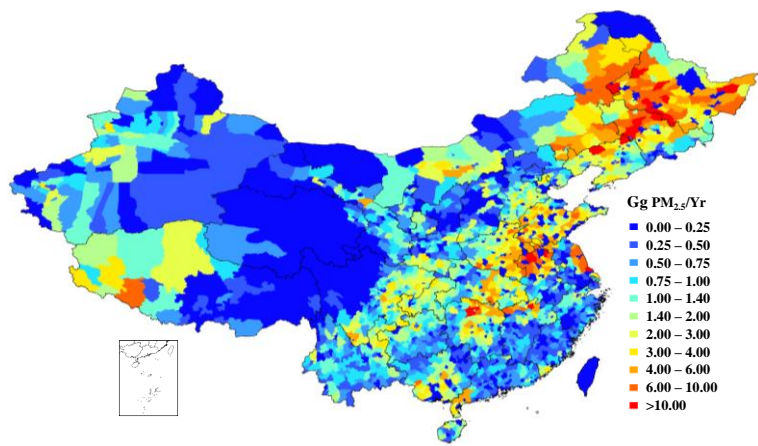 Gg PM2.5/Yr
0.00 – 0.25
0.25 – 0.50
0.50 – 0.75
0.75 – 1.00
1.00 – 1.40
1.40 – 2.00
2.00 – 3.00
3.00 – 4.00
4.00 – 6.00
6.00 – 10.00
>10.00